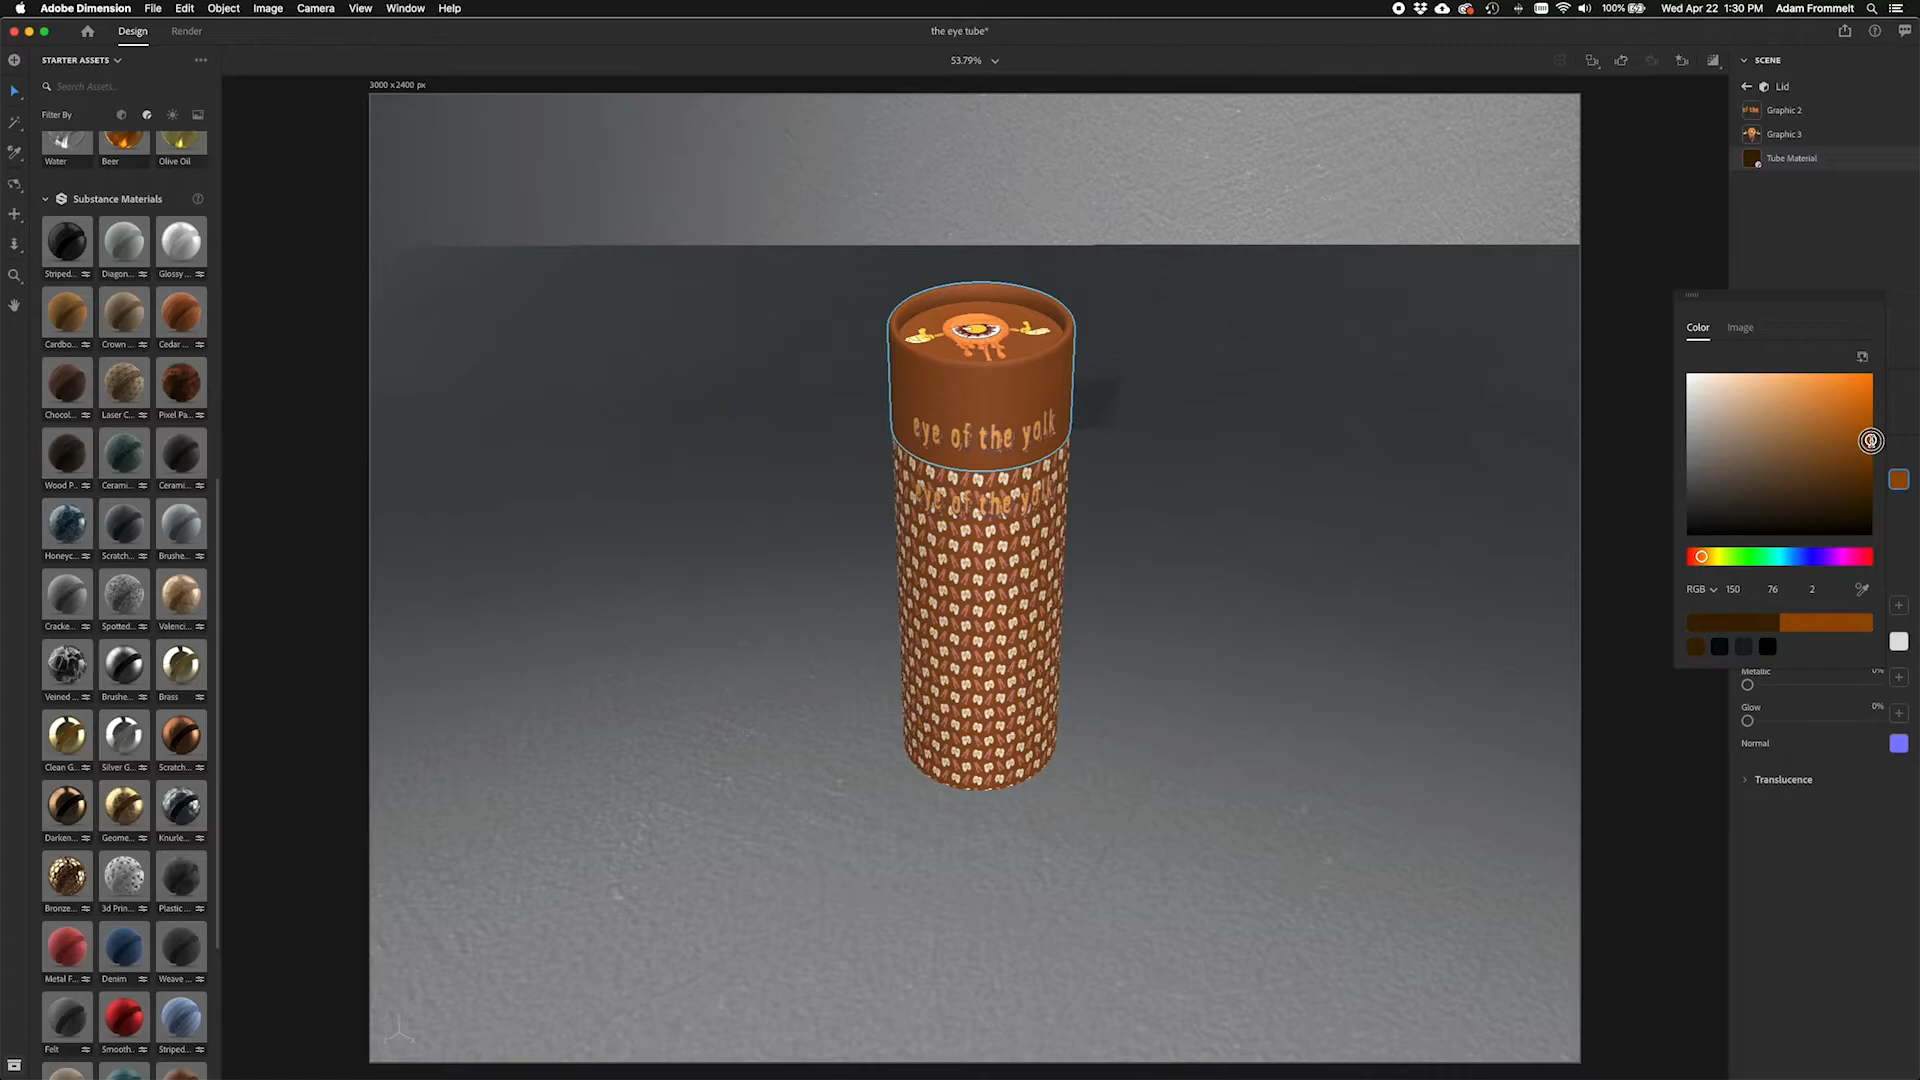 Adobe Dimension File Edit Object Image Camera View Window Help
100% Wed Apr 22 1:30 PM Adam Frommelt
Design Render
the eye tube*
STARTER ASSETS
53.79%
SCENE
Search Assets...
3000 x 2400 px
Lid
Filter By
Graphic 2
Graphic 3
Tube Material
Water Beer Olive Oil
Substance Materials
Striped... Diagon... Glossy...
Cardbo... Crown ... Cedar ...
Chocol... Laser C... Pixel Pa...
Wood P... Cerami... Cerami...
Honeyc... Scratch... Brushe...
Cracke... Spotted... Valenci...
Veined ... Brushe... Brass
Clean G... Silver G... Scratch...
Darken... Geome... Knurle...
Bronze... 3d Prin... Plastic ...
Metal F... Denim Weave ...
Felt Smooth... Striped...
eye of the yolk
eye of the yolk
Color Image
RGB 150 76 2
Metallic 0%
Glow 0%
Normal
Translucence